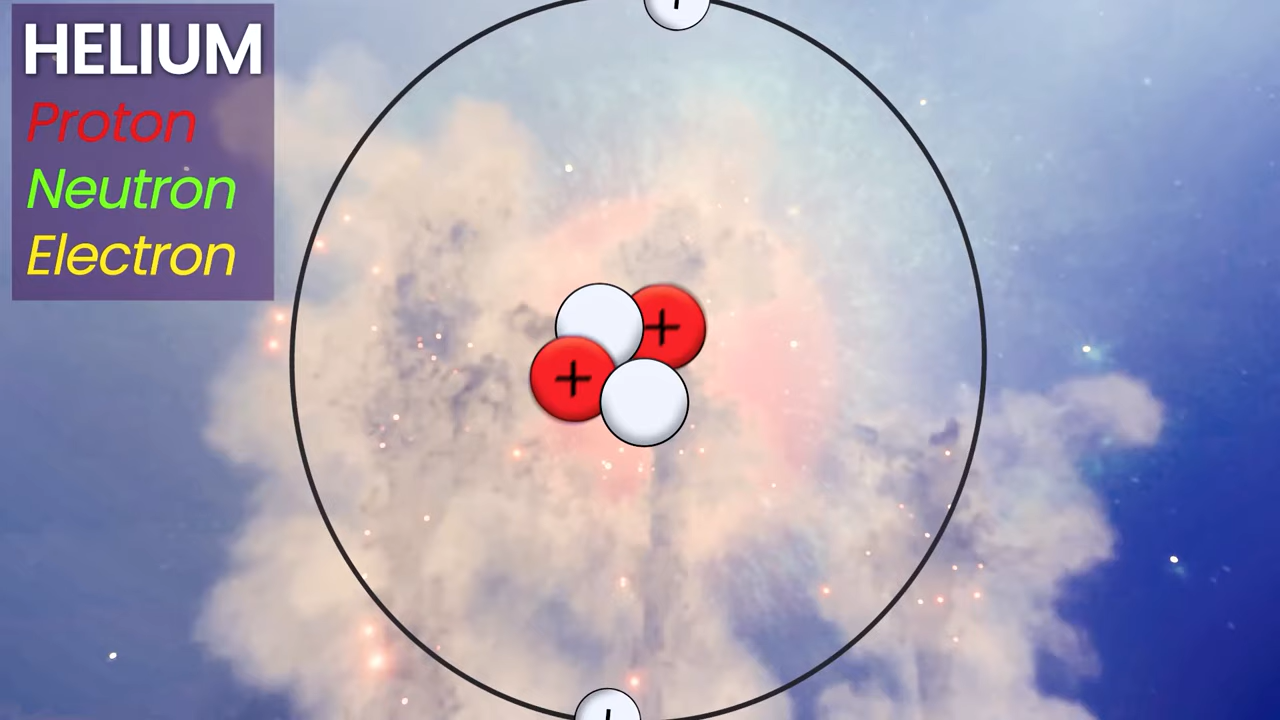 HELIUM
Proton
Neutron
Electron
+
+